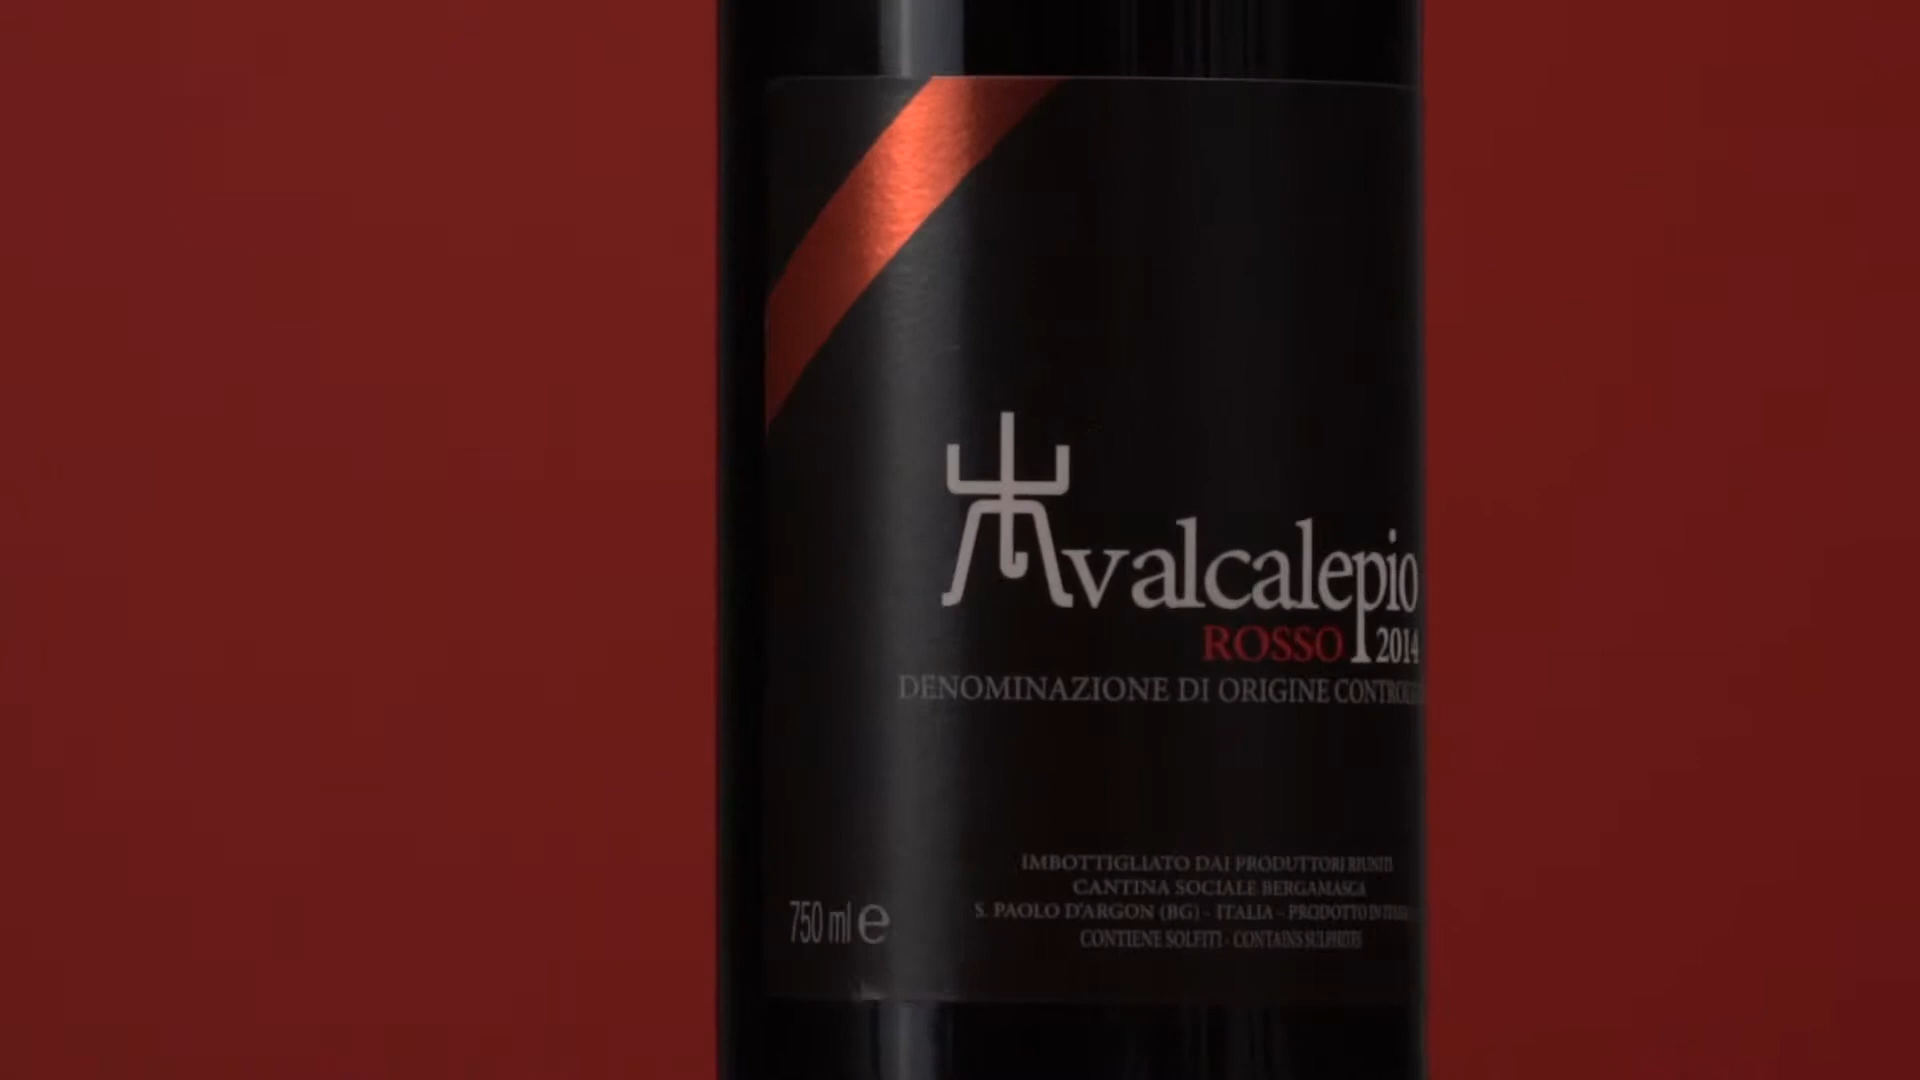 valcalepio
ROSSO 2014
DENOMINAZIONE DI ORIGINE
IMBOTTIGLIATO DAI PRODUTTORI RIUNITI
CANTINA SOCIALE BERGAMASCA
750 ml e
S. PAOLO D'ARGON (BG) - ITALIA - PRODOTTO IN
CONTIENE SOLFITI - CONTAINS SULPHITES